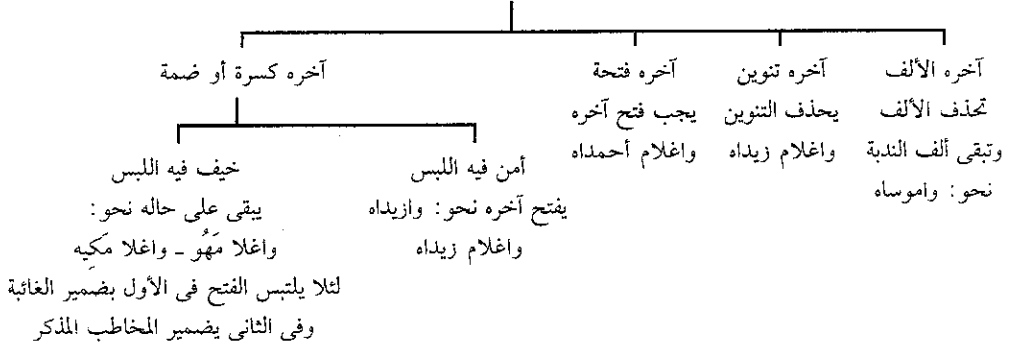 آخره الألف
تحذف الألف
وتبقى ألف الندبة
نحو: واموساه
آخره تنوين
يحذف التنوين
واغلام زيداه
آخره فتحة
يجب فتح آخره
واغلام أحمداه
آخره كسرة أو ضمة
أمن فيه اللبس
يفتح آخره نحو: وازيداه
واغلام زيداه
خيف فيه اللبس
يبقى على حاله نحو:
واغلا مَهُو ـ واغلا مَكِيه
لئلا يلتبس الفتح فى الأول بضمير الغائبة
وفى الثانى يضمير المخاطب المذكر